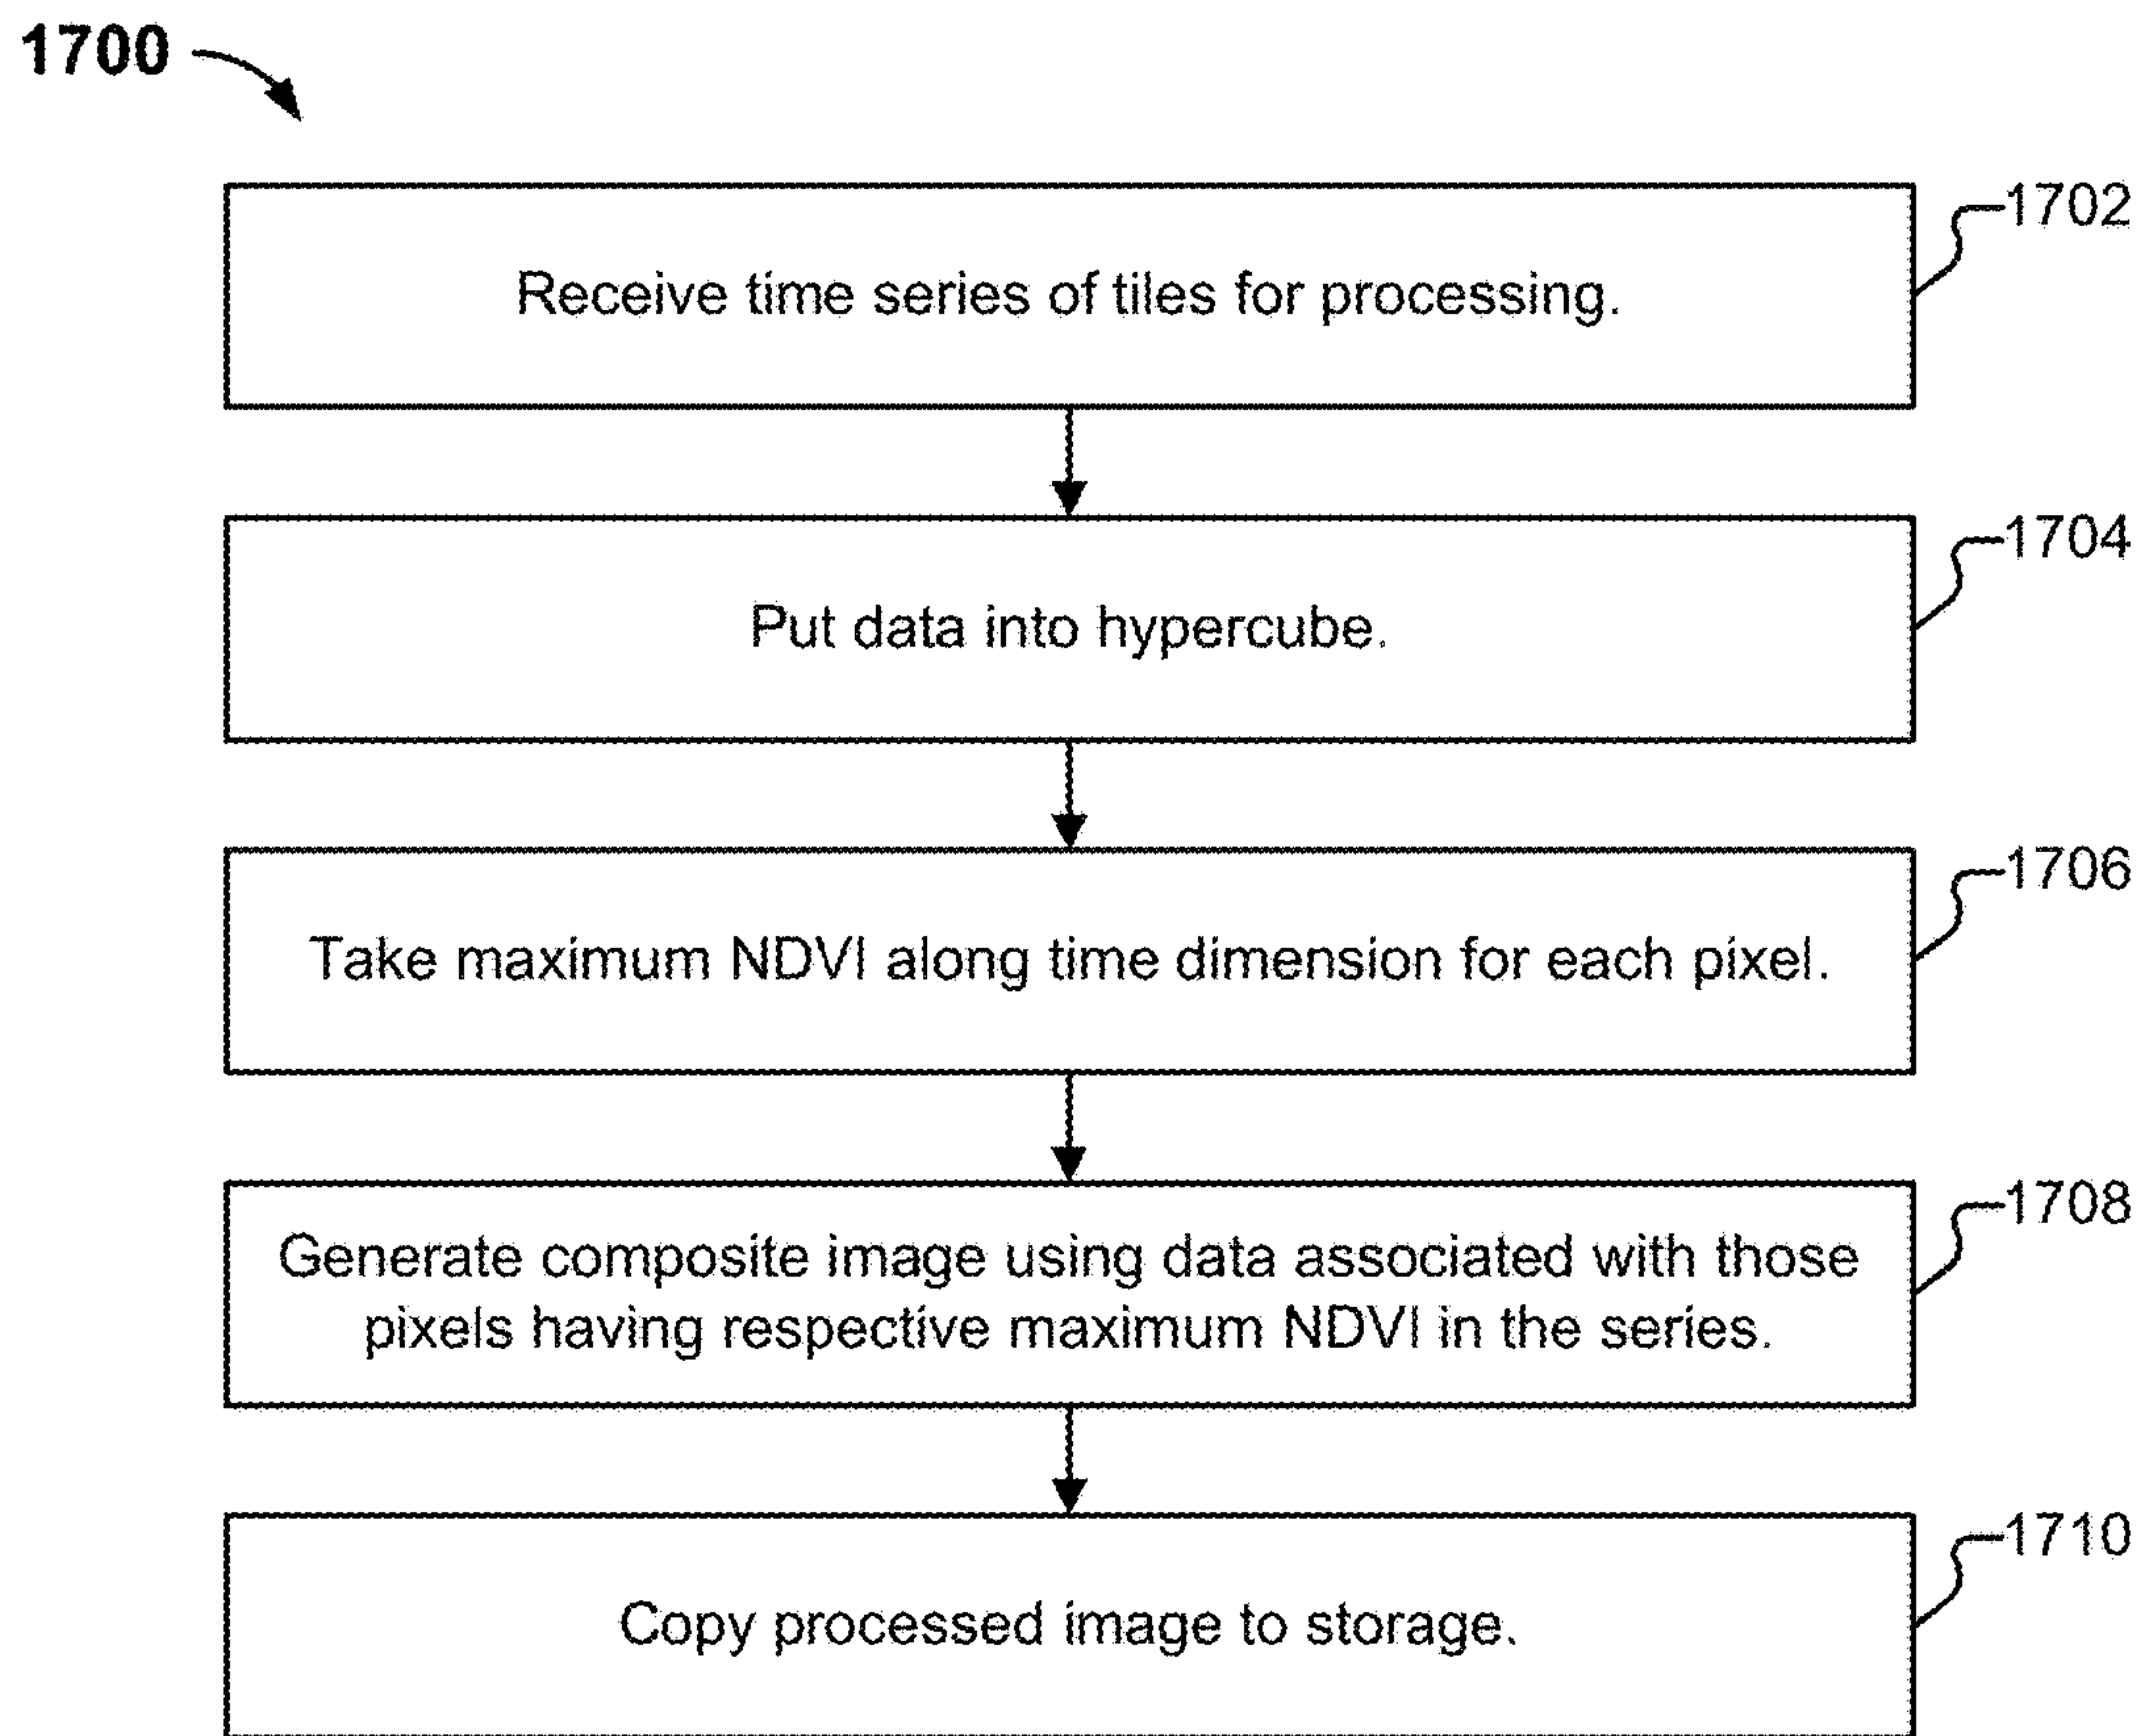 1700
1702
Receive time series of tiles for processing.
1704
Put data into hypercube.
1706
Take maximum NDVI along time dimension for each pixel.
1708
Generate composite image using data associated with those
pixels having respective maximum NDVI in the series.
1710
Copy processed image to storage.